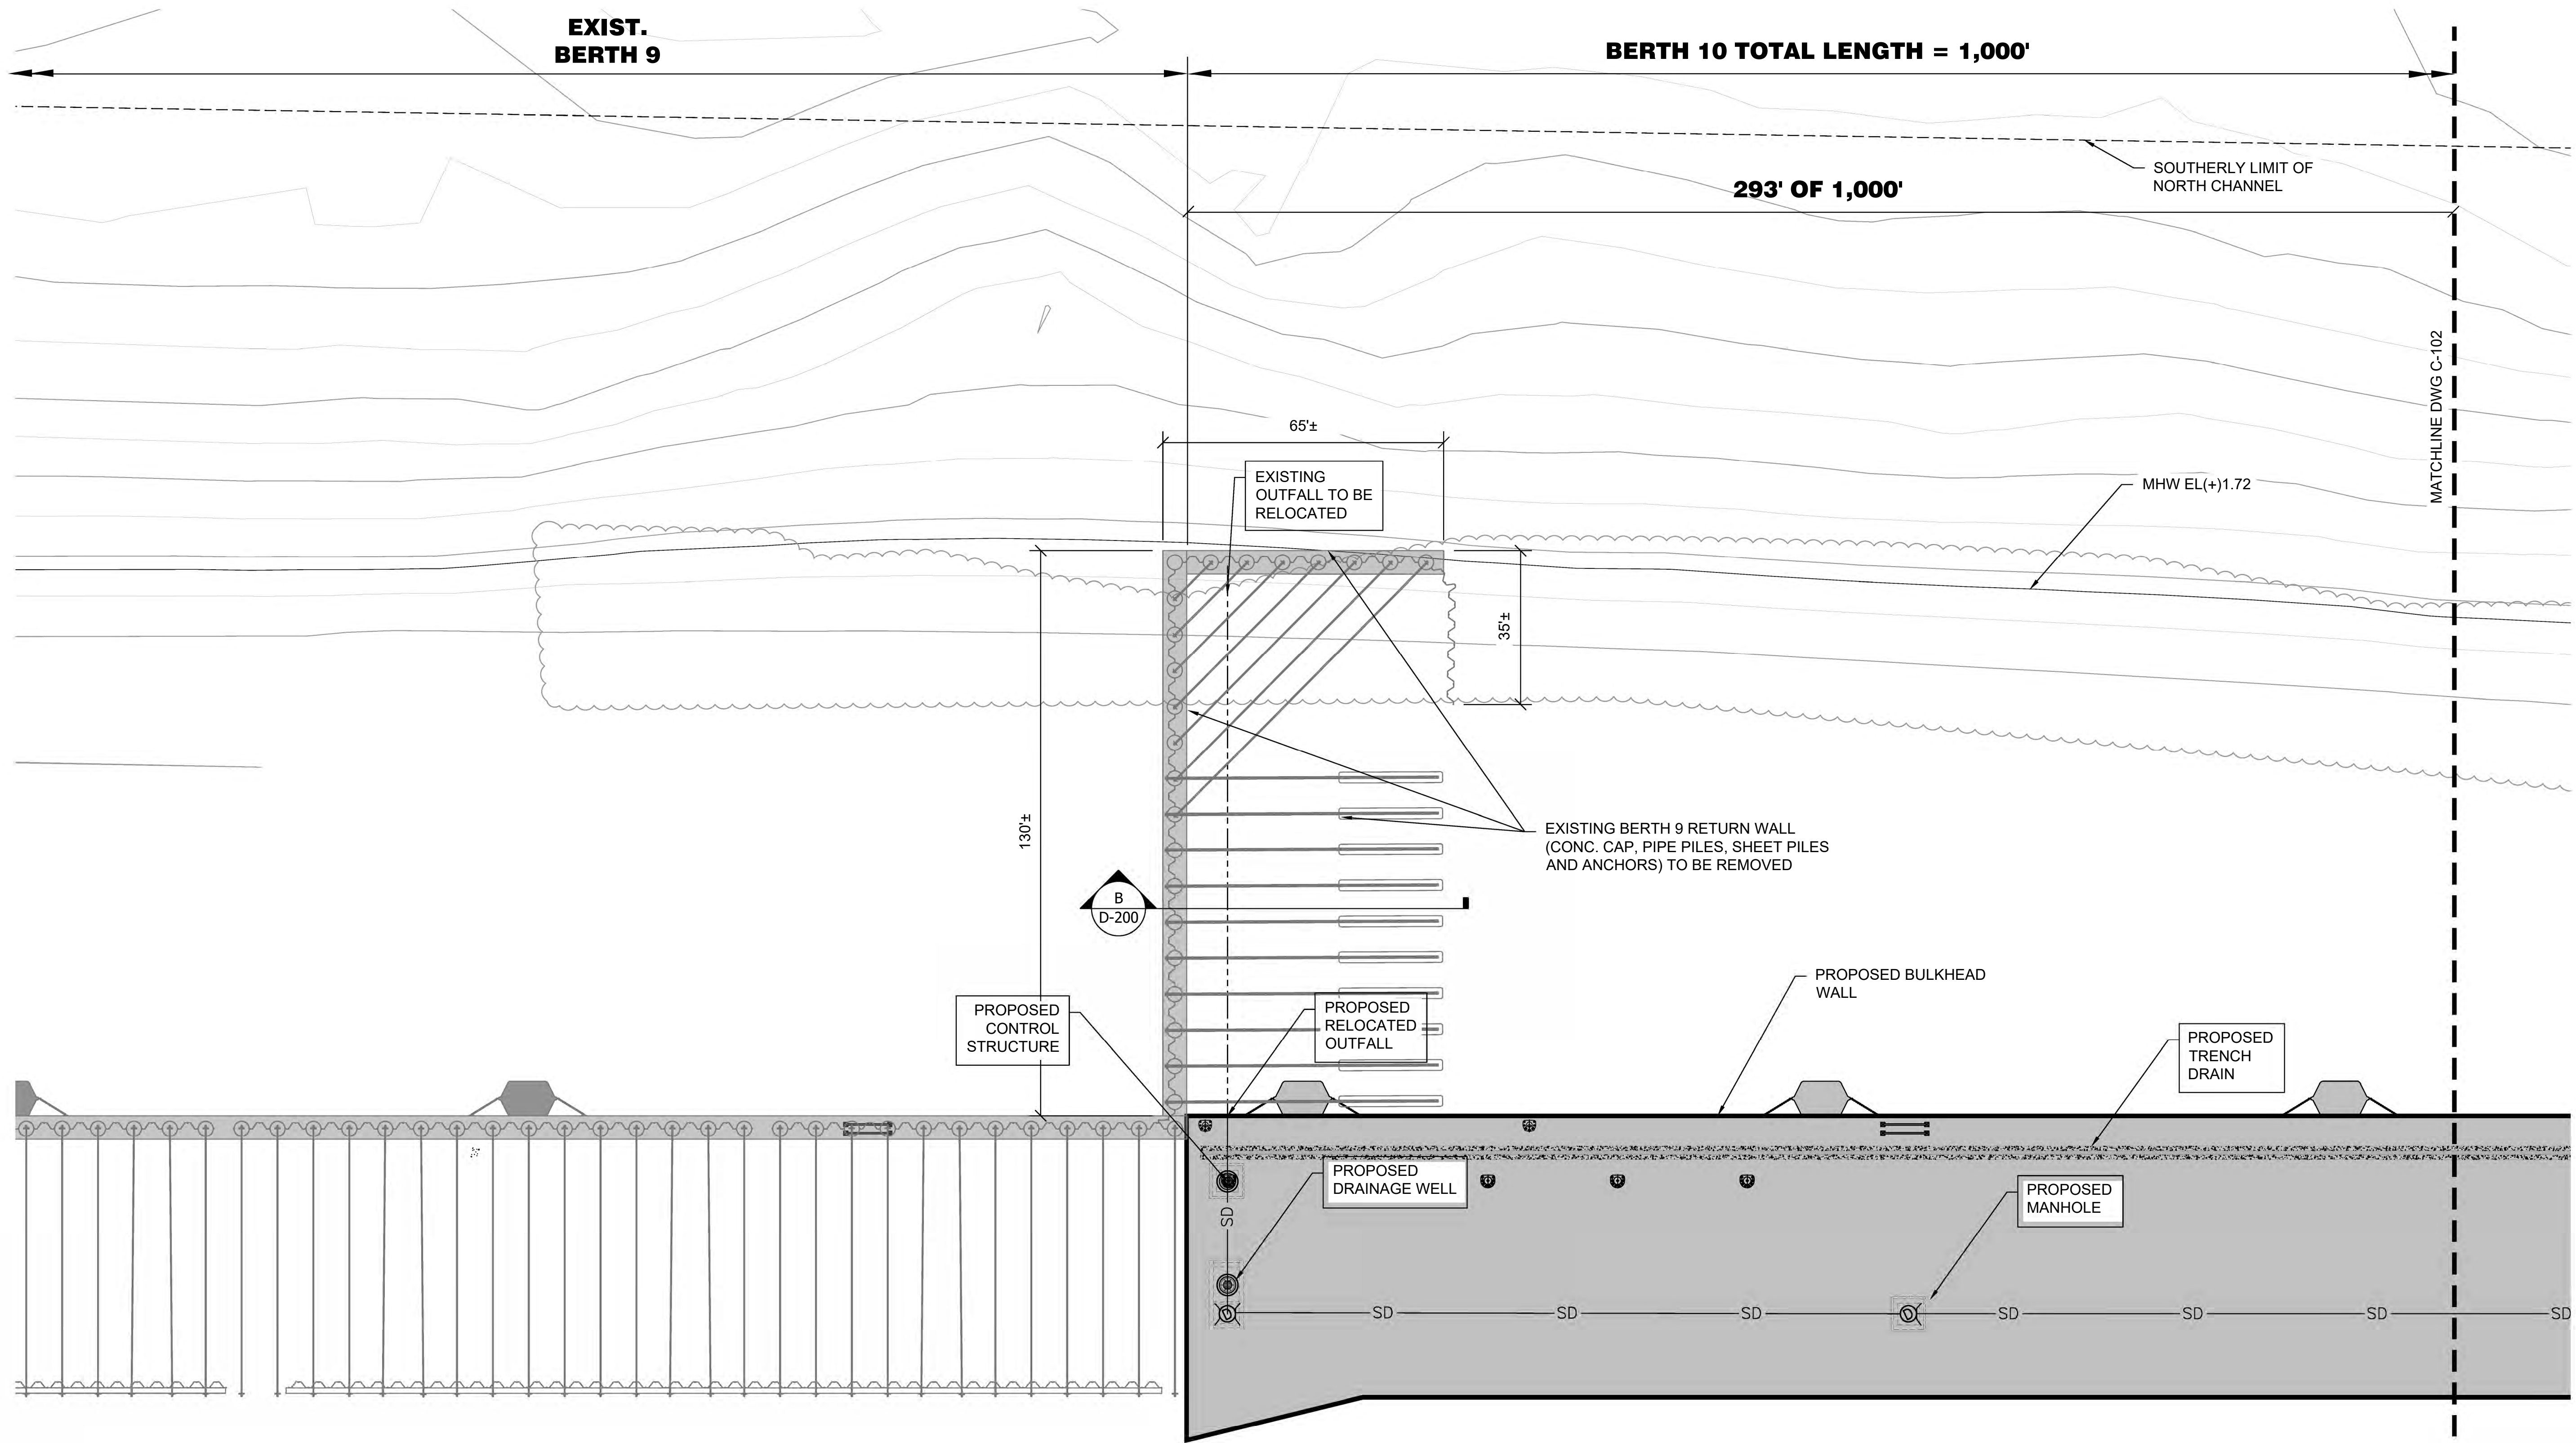 EXIST.
BERTH 9
BERTH 10 TOTAL LENGTH = 1,000'
SOUTHERLY LIMIT OF
NORTH CHANNEL
293' OF 1,000'
MATCHLINE DWG C-102
65'±
EXISTING
OUTFALL TO BE
RELOCATED
MHW EL(+)1.72
35'±
130'±
EXISTING BERTH 9 RETURN WALL
(CONC. CAP, PIPE PILES, SHEET PILES
AND ANCHORS) TO BE REMOVED
B
D-200
PROPOSED BULKHEAD
WALL
PROPOSED
CONTROL
STRUCTURE
PROPOSED
RELOCATED
OUTFALL
PROPOSED
TRENCH
DRAIN
PROPOSED
DRAINAGE WELL
PROPOSED
MANHOLE
SD
D
SD
SD
SD
D
SD
SD
SD
SD